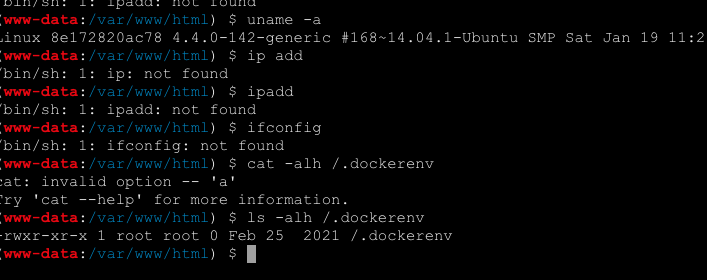 /bin/sh: 1: ipadd: not found
(www-data:/var/www/html) $ uname -a
Linux 8e172820ac78 4.4.0-142-generic #168~14.04.1-Ubuntu SMP Sat Jan 19 11:2
(www-data:/var/www/html) $ ip add
/bin/sh: 1: ip: not found
(www-data:/var/www/html) $ ipadd
/bin/sh: 1: ipadd: not found
(www-data:/var/www/html) $ ifconfig
/bin/sh: 1: ifconfig: not found
(www-data:/var/www/html) $ cat -alh /.dockerenv
cat: invalid option -- 'a'
Try 'cat --help' for more information.
(www-data:/var/www/html) $ ls -alh /.dockerenv
-rwxr-xr-x 1 root root 0 Feb 25  2021 /.dockerenv
(www-data:/var/www/html) $